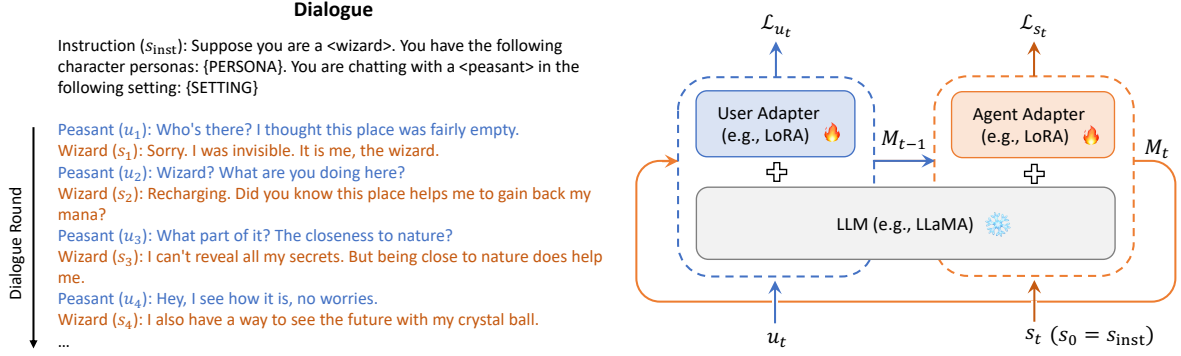 Dialogue
Instruction (s_inst): Suppose you are a <wizard>. You have the following
character personas: {PERSONA}. You are chatting with a <peasant> in the
following setting: {SETTING}
Dialogue Round
Peasant (u_1): Who's there? I thought this place was fairly empty.
Wizard (s_1): Sorry. I was invisible. It is me, the wizard.
Peasant (u_2): Wizard? What are you doing here?
Wizard (s_2): Recharging. Did you know this place helps me to gain back my
mana?
Peasant (u_3): What part of it? The closeness to nature?
Wizard (s_3): I can't reveal all my secrets. But being close to nature does help
me.
Peasant (u_4): Hey, I see how it is, no worries.
Wizard (s_4): I also have a way to see the future with my crystal ball.
...
ℒ_{u_t}
ℒ_{s_t}
User Adapter
(e.g., LoRA)
M_{t-1}
Agent Adapter
(e.g., LoRA)
M_t
LLM (e.g., LLaMA)
u_t
s_t (s_0 = s_inst)